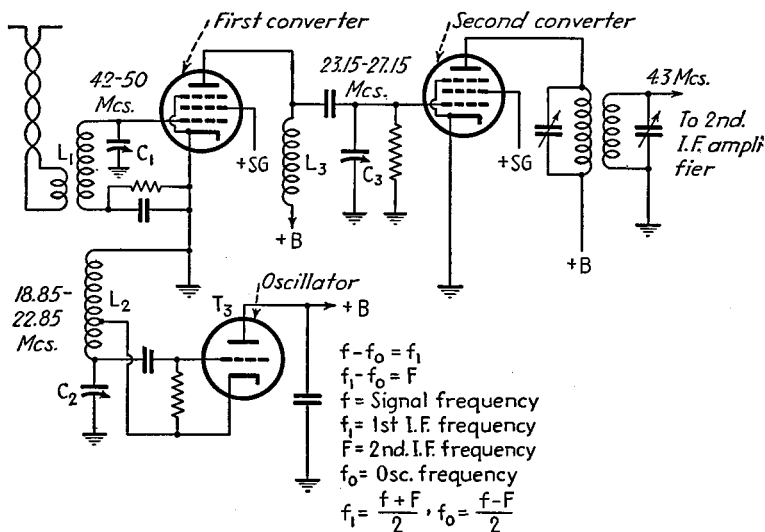 First converter
Second converter
42-50
Mcs.
23.15-27.15
Mcs.
4.3 Mcs.
To 2nd.
I.F. ampli
fier
L₁
C₁
+SG
L₃
C₃
+SG
+B
+B
18.85-
22.85
Mcs.
L₂
T₃
Oscillator
+B
C₂
f-f₀ = f₁
f₁-f₀ = F
f = Signal frequency
f₁ = 1st I.F. frequency
F = 2nd. I.F. frequency
f₀ = Osc. frequency
f₁ = (f + F)/2, f₀ = (f-F)/2